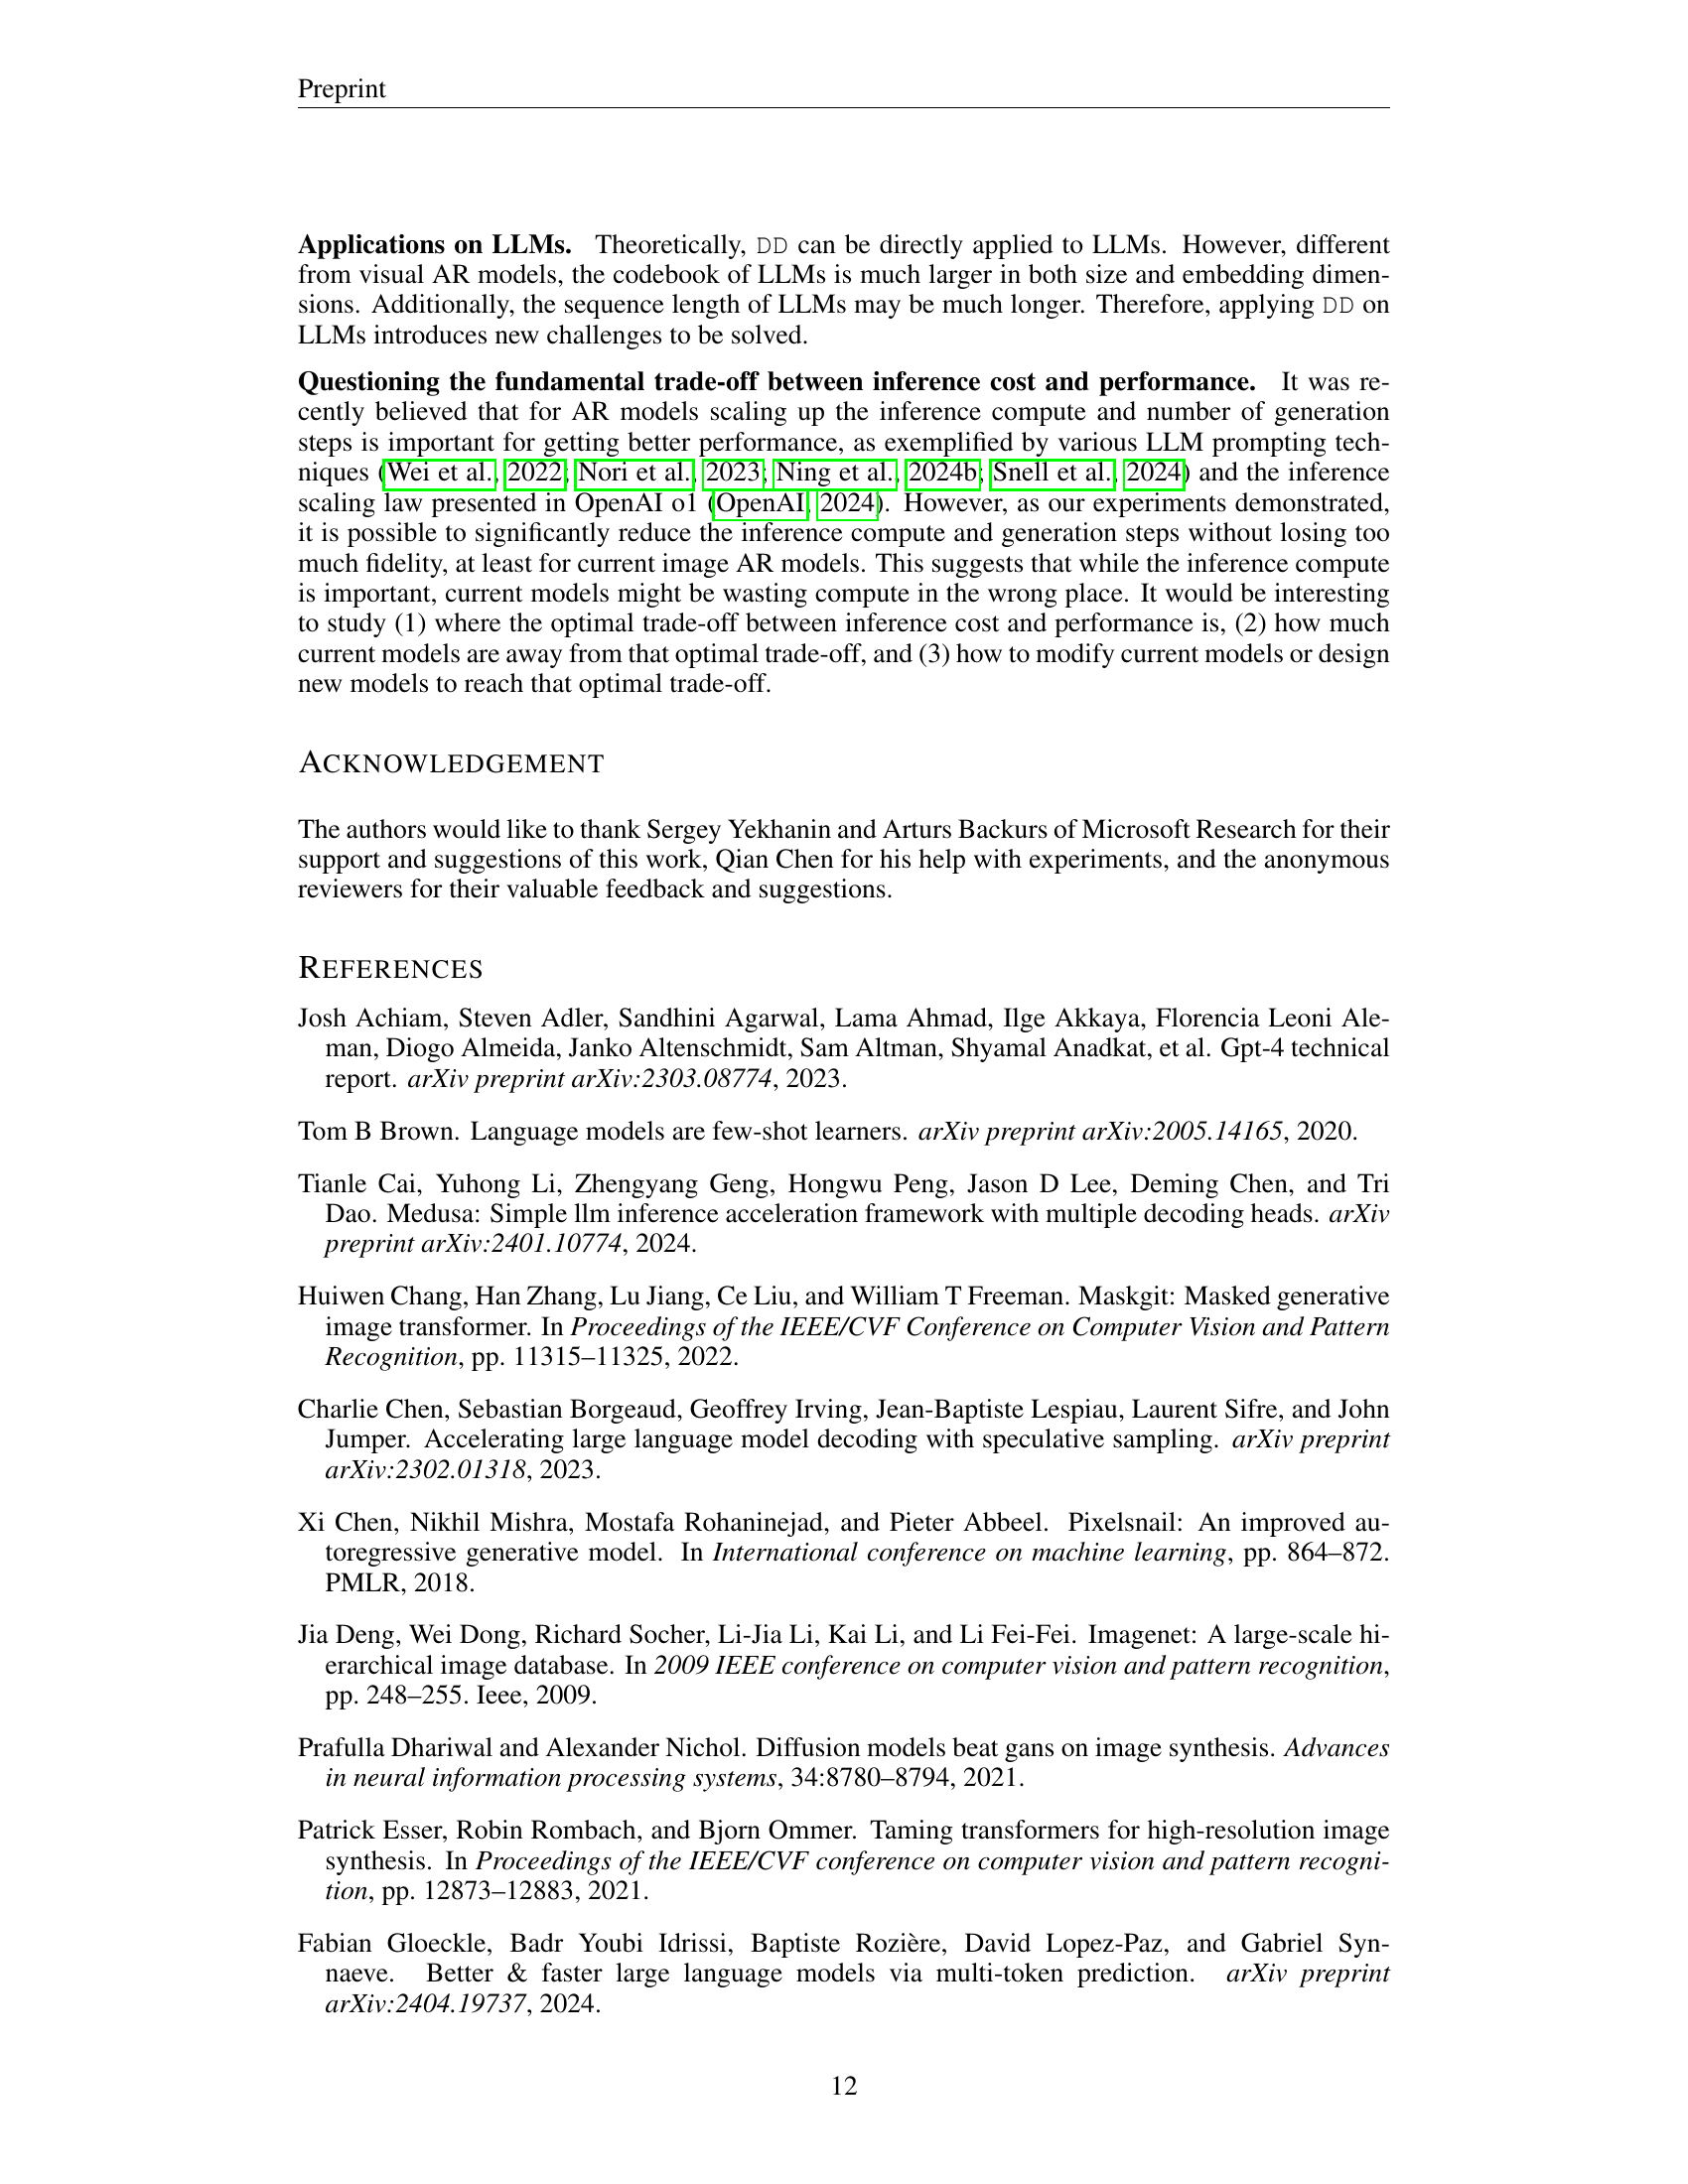 Preprint
Applications on LLMs. Theoretically, DD can be directly applied to LLMs. However, different
from visual AR models, the codebook of LLMs is much larger in both size and embedding dimen-
sions. Additionally, the sequence length of LLMs may be much longer. Therefore, applying DD on
LLMs introduces new challenges to be solved.
Questioning the fundamental trade-off between inference cost and performance. It was re-
cently believed that for AR models scaling up the inference compute and number of generation
steps is important for getting better performance, as exemplified by various LLM prompting tech-
niques (Wei et al., 2022; Nori et al., 2023; Ning et al., 2024b; Snell et al., 2024) and the inference
scaling law presented in OpenAI o1 (OpenAI, 2024). However, as our experiments demonstrated,
it is possible to significantly reduce the inference compute and generation steps without losing too
much fidelity, at least for current image AR models. This suggests that while the inference compute
is important, current models might be wasting compute in the wrong place. It would be interesting
to study (1) where the optimal trade-off between inference cost and performance is, (2) how much
current models are away from that optimal trade-off, and (3) how to modify current models or design
new models to reach that optimal trade-off.
ACKNOWLEDGEMENT
The authors would like to thank Sergey Yekhanin and Arturs Backurs of Microsoft Research for their
support and suggestions of this work, Qian Chen for his help with experiments, and the anonymous
reviewers for their valuable feedback and suggestions.
REFERENCES
Josh Achiam, Steven Adler, Sandhini Agarwal, Lama Ahmad, Ilge Akkaya, Florencia Leoni Ale-
man, Diogo Almeida, Janko Altenschmidt, Sam Altman, Shyamal Anadkat, et al. Gpt-4 technical
report. arXiv preprint arXiv:2303.08774, 2023.
Tom B Brown. Language models are few-shot learners. arXiv preprint arXiv:2005.14165, 2020.
Tianle Cai, Yuhong Li, Zhengyang Geng, Hongwu Peng, Jason D Lee, Deming Chen, and Tri
Dao. Medusa: Simple llm inference acceleration framework with multiple decoding heads. arXiv
preprint arXiv:2401.10774, 2024.
Huiwen Chang, Han Zhang, Lu Jiang, Ce Liu, and William T Freeman. Maskgit: Masked generative
image transformer. In Proceedings of the IEEE/CVF Conference on Computer Vision and Pattern
Recognition, pp. 11315–11325, 2022.
Charlie Chen, Sebastian Borgeaud, Geoffrey Irving, Jean-Baptiste Lespiau, Laurent Sifre, and John
Jumper. Accelerating large language model decoding with speculative sampling. arXiv preprint
arXiv:2302.01318, 2023.
Xi Chen, Nikhil Mishra, Mostafa Rohaninejad, and Pieter Abbeel. Pixelsnail: An improved au-
toregressive generative model. In International conference on machine learning, pp. 864–872.
PMLR, 2018.
Jia Deng, Wei Dong, Richard Socher, Li-Jia Li, Kai Li, and Li Fei-Fei. Imagenet: A large-scale hi-
erarchical image database. In 2009 IEEE conference on computer vision and pattern recognition,
pp. 248–255. Ieee, 2009.
Prafulla Dhariwal and Alexander Nichol. Diffusion models beat gans on image synthesis. Advances
in neural information processing systems, 34:8780–8794, 2021.
Patrick Esser, Robin Rombach, and Bjorn Ommer. Taming transformers for high-resolution image
synthesis. In Proceedings of the IEEE/CVF conference on computer vision and pattern recogni-
tion, pp. 12873–12883, 2021.
Fabian Gloeckle, Badr Youbi Idrissi, Baptiste Rozière, David Lopez-Paz, and Gabriel Syn-
naeve. Better & faster large language models via multi-token prediction. arXiv preprint
arXiv:2404.19737, 2024.
12